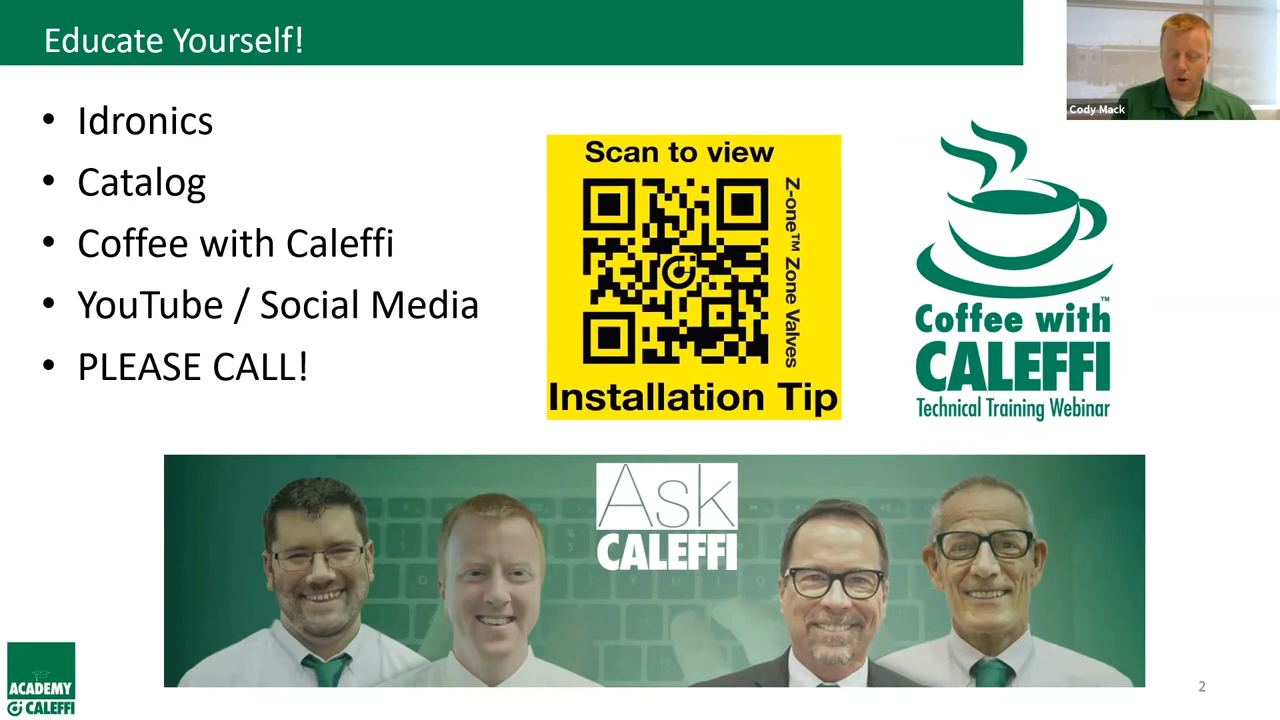 Educate Yourself!
Cody Mack
• Idronics
• Catalog
• Coffee with Caleffi
• YouTube / Social Media
• PLEASE CALL!
Scan to view
Z-one™ Zone Valves
Installation Tip
Coffee with™
CALEFFI
Technical Training Webinar
Ask
CALEFFI
ACADEMY
CALEFFI
2